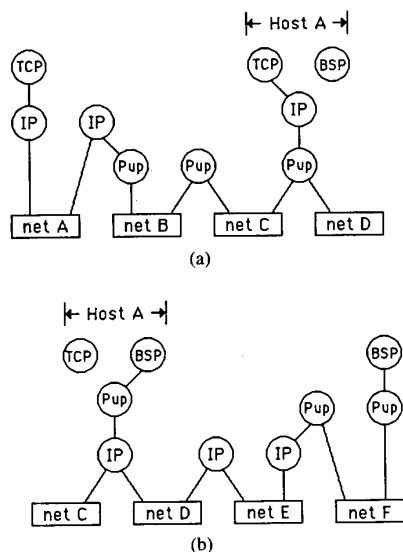 Host A
TCP TCP BSP
IP IP IP
Pup Pup Pup
net A net B net C net D
(a)
Host A
TCP BSP BSP
Pup Pup Pup
IP IP IP
net C net D net E net F
(b)